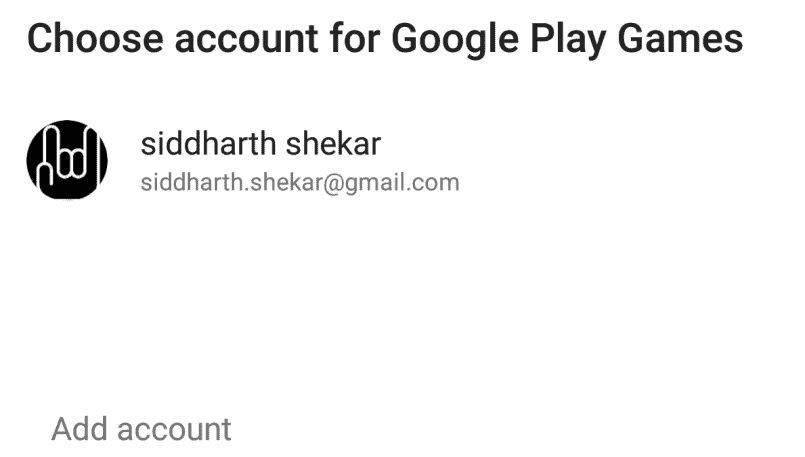 Choose account for Google Play Games
siddharth shekar
siddharth.shekar@gmail.com
Add account